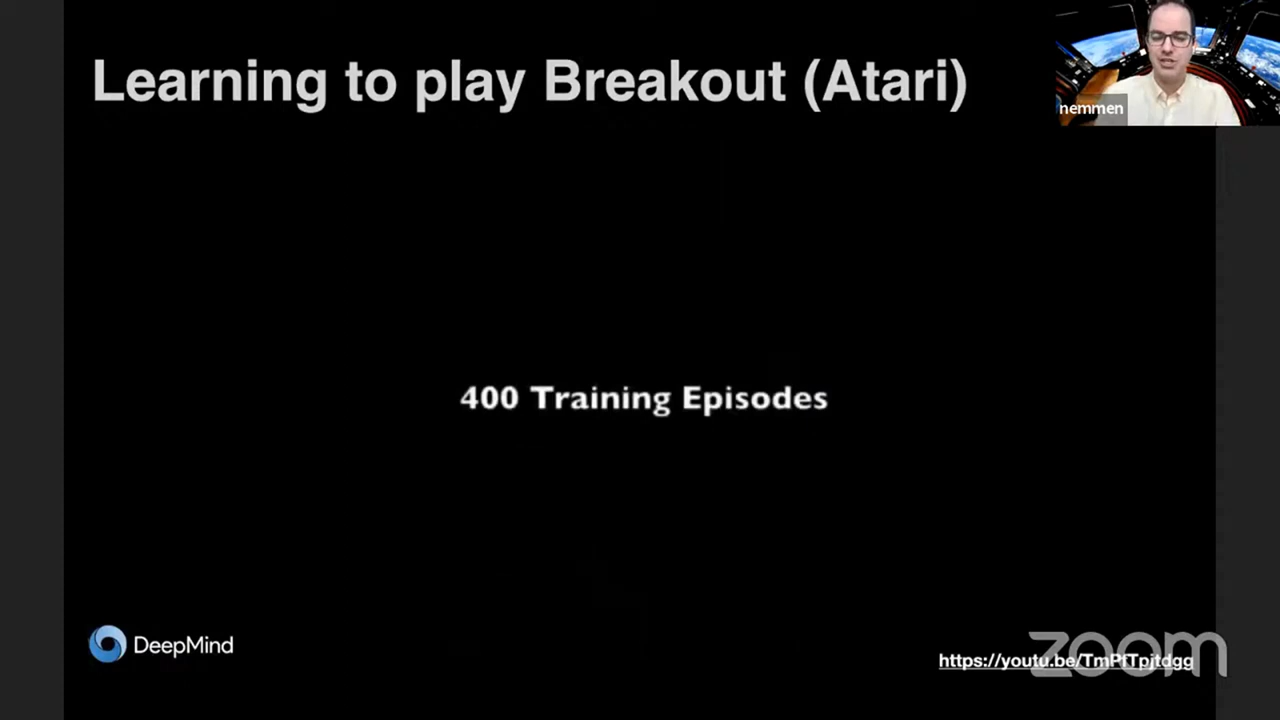 Learning to play Breakout (Atari)
nemmen
400 Training Episodes
DeepMind
https://youtu.be/TmPfTpjtdgg
zoom